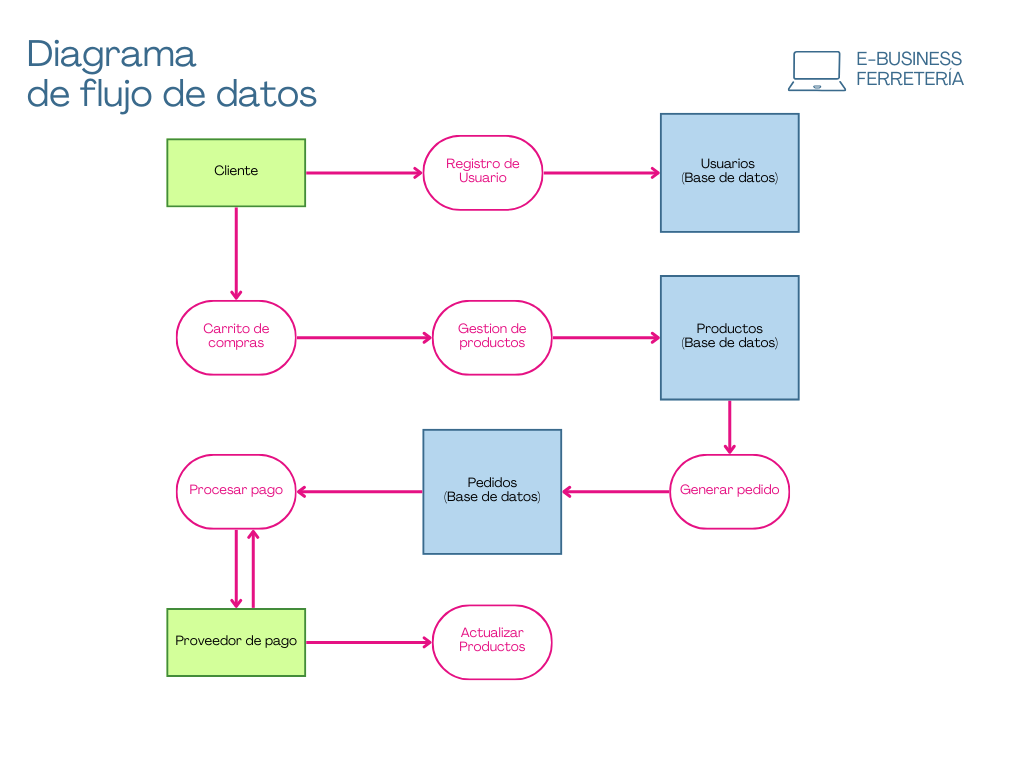 Diagrama
de flujo de datos
E-BUSINESS
FERRETERÍA
Cliente
Registro de
Usuario
Usuarios
(Base de datos)
Carrito de
compras
Gestion de
productos
Productos
(Base de datos)
Procesar pago
Pedidos
(Base de datos)
Generar pedido
Proveedor de pago
Actualizar
Productos